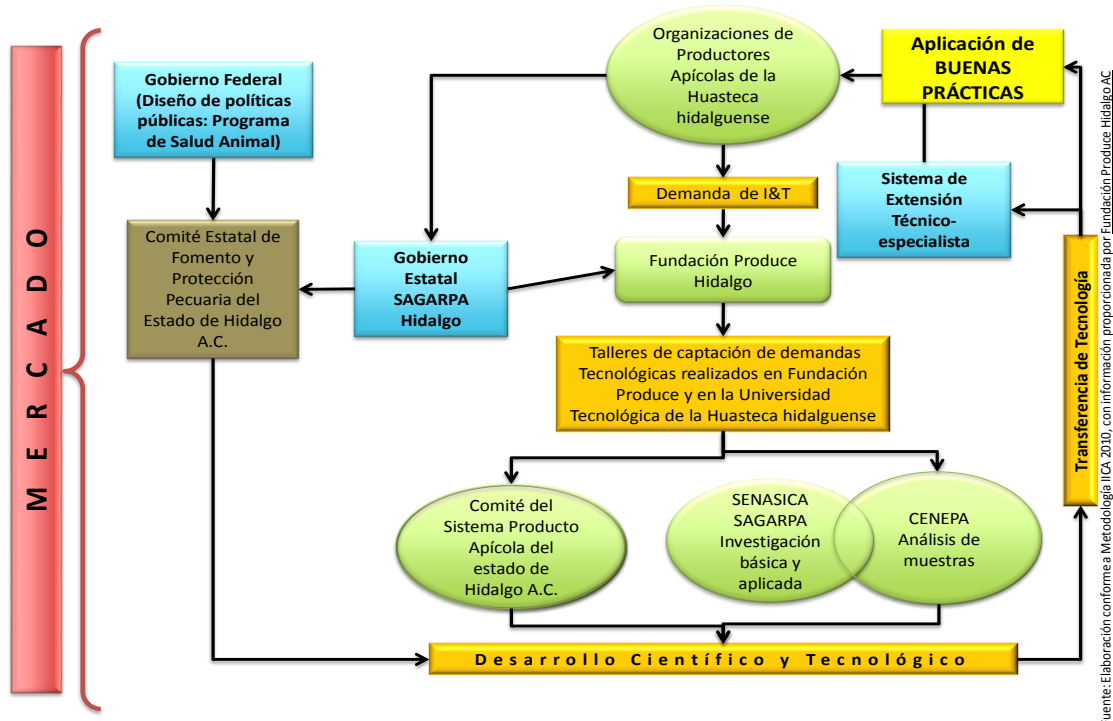 MERCADO
Gobierno Federal
(Diseño de políticas
públicas: Programa
de Salud Animal)
Comité Estatal de
Fomento y
Protección
Pecuaria del
Estado de Hidalgo
A.C.
Gobierno
Estatal
SAGARPA
Hidalgo
Organizaciones de
Productores
Apícolas de la
Huasteca
hidalguense
Aplicación de
BUENAS
PRÁCTICAS
Demanda de I&T
Sistema de
Extensión
Técnico-
especialista
Fundación Produce
Hidalgo
Talleres de captación de demandas
Tecnológicas realizados en Fundación
Produce y en la Universidad
Tecnológica de la Huasteca hidalguense
Comité del
Sistema Producto
Apícola del
estado de
Hidalgo A.C.
SENASICA
SAGARPA
Investigación
básica y
aplicada
CENEPA
Análisis de
muestras
Desarrollo Científico y Tecnológico
Transferencia de Tecnología
uente: Elaboración conforme a Metodología IICA 2010, con información proporcionada por Fundación Produce Hidalgo AC